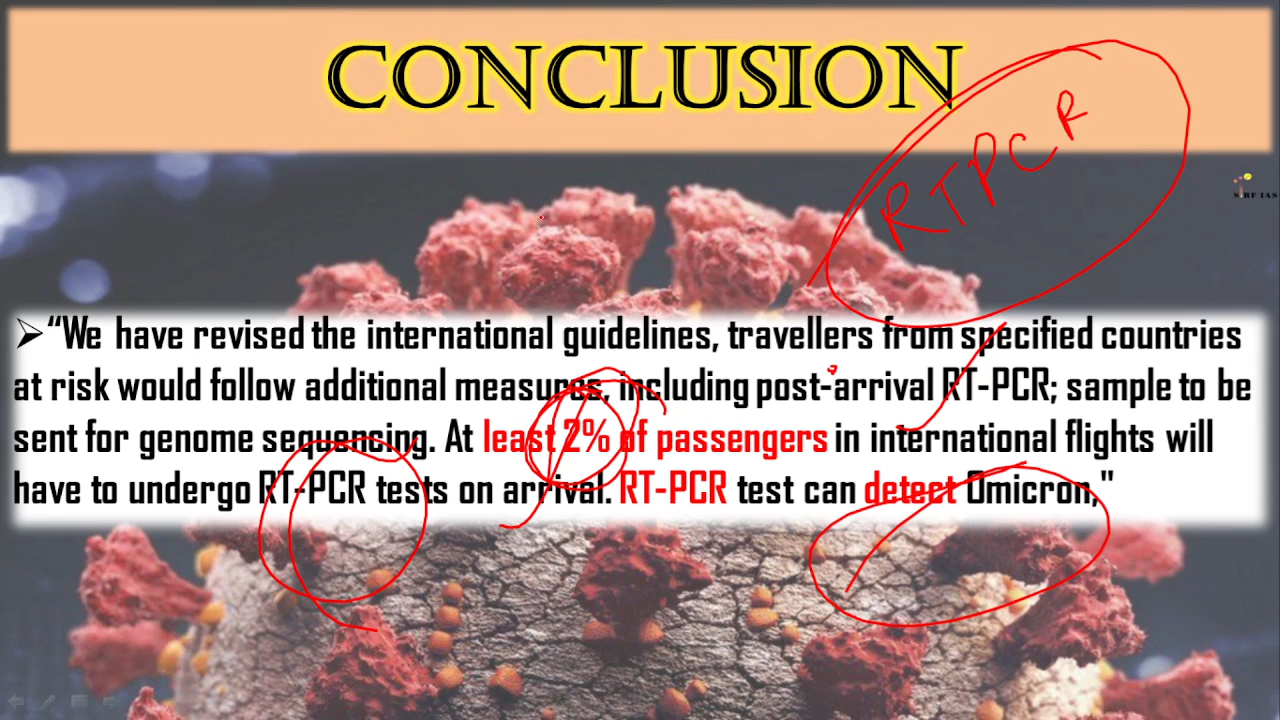 CONCLUSION
RTPCR
SIRF IAS
➢“We have revised the international guidelines, travellers from specified countries
at risk would follow additional measures, including post-arrival RT-PCR; sample to be
sent for genome sequencing. At least 2% of passengers in international flights will
have to undergo RT-PCR tests on arrival. RT-PCR test can detect Omicron,"